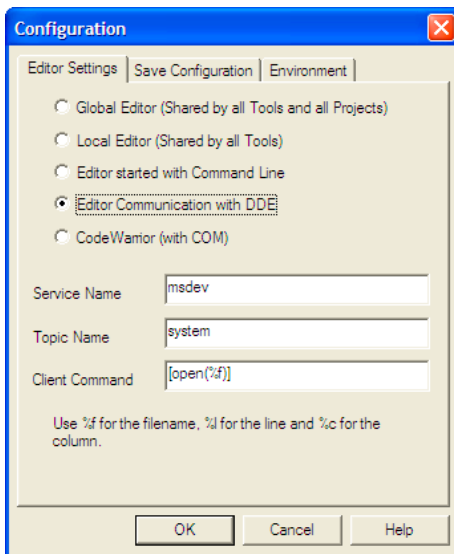 Configuration
Editor Settings Save Configuration Environment
Global Editor (Shared by all Tools and all Projects)
Local Editor (Shared by all Tools)
Editor started with Command Line
Editor Communication with DDE
CodeWarrior (with COM)
Service Name msdev
Topic Name system
Client Command [open(%f)]
Use %f for the filename, %l for the line and %c for the
column.
OK Cancel Help